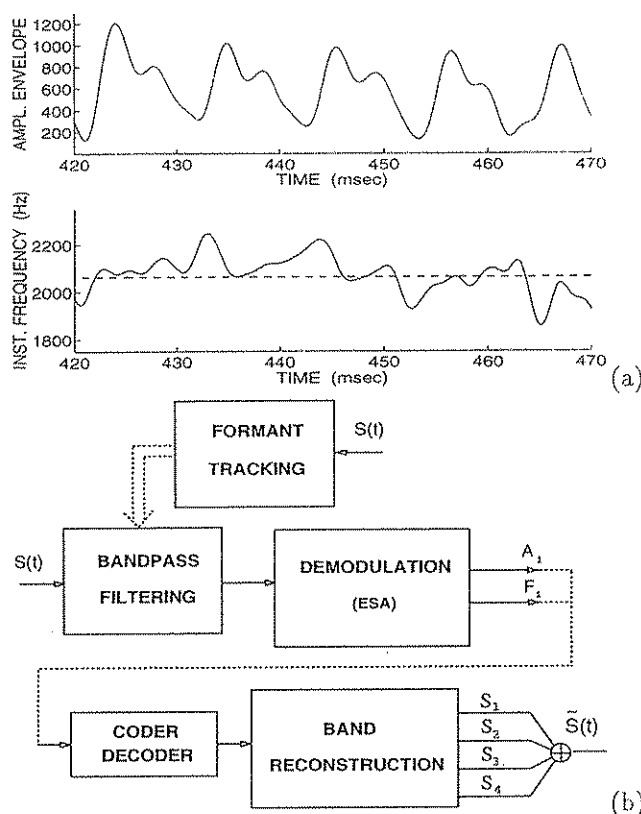 AMPL. ENVELOPE
1200
1000
800
600
400
200
420 430 440 450 460 470
TIME (msec)
INST. FREQUENCY (Hz)
2200
2000
1800
420 430 440 450 460 470
TIME (msec)
(a)
FORMANT
TRACKING
S(t)
S(t)
BANDPASS
FILTERING
DEMODULATION
(ESA)
A₁
F₁
CODER
DECODER
BAND
RECONSTRUCTION
S₁
S₂
S₃
S₄
S̃(t)
(b)